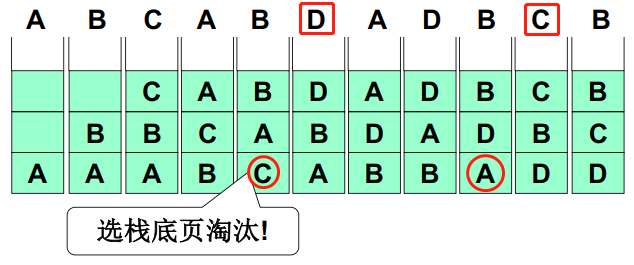 A B C A B D A D B C B
C A B D A D B C B
B B C A B D A D B C
A A A B C A B B A D D
选栈底页淘汰!